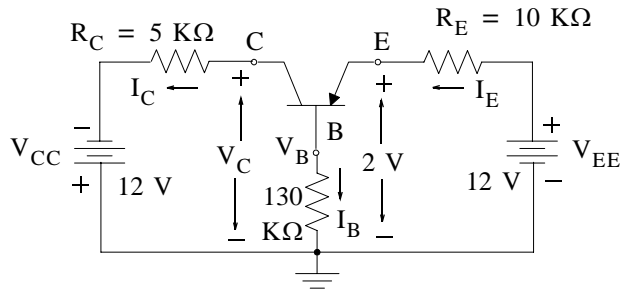 R_C = 5 KΩ
C
E
R_E = 10 KΩ
I_C
+
+
I_E
−
+
V_CC
V_C
V_B
B
2 V
V_EE
+
12 V
130
KΩ
I_B
12 V
−
−
−